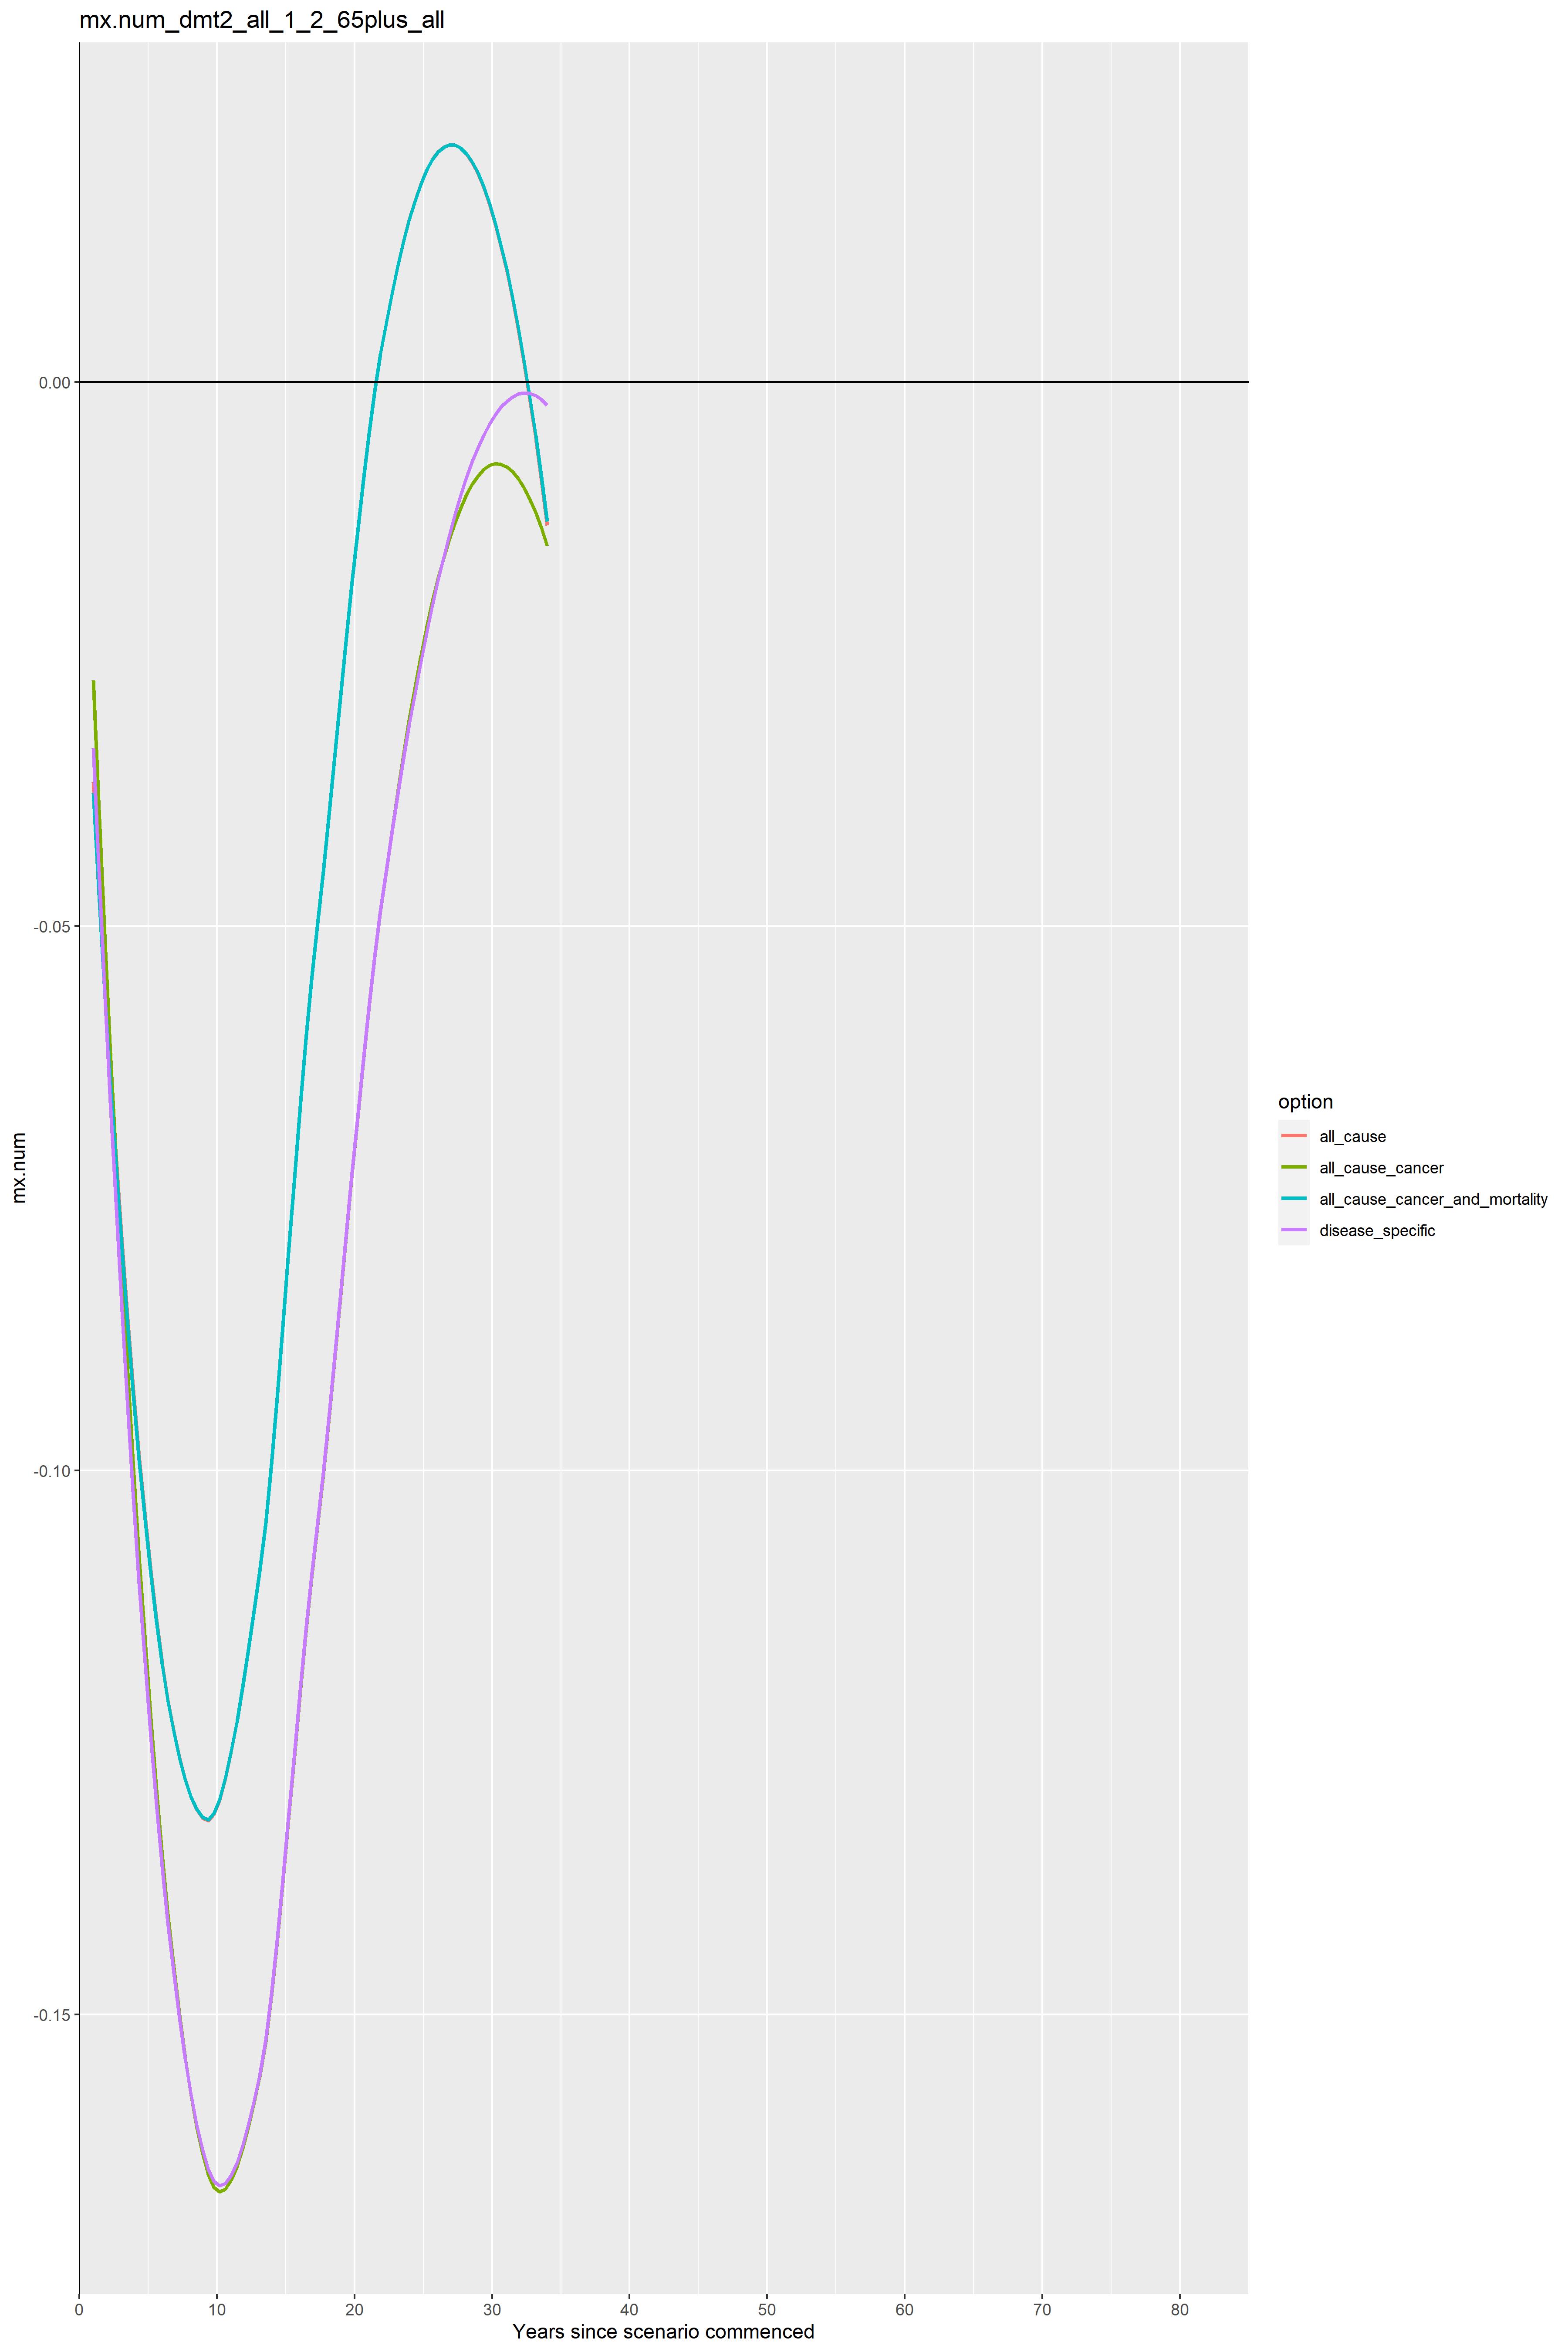 mx.num_dmt2_all_1_2_65plus_all
0.00
-0.05
-0.10
-0.15
mx.num
0 10 20 30 40 50 60 70 80
Years since scenario commenced
option
all_cause
all_cause_cancer
all_cause_cancer_and_mortality
disease_specific